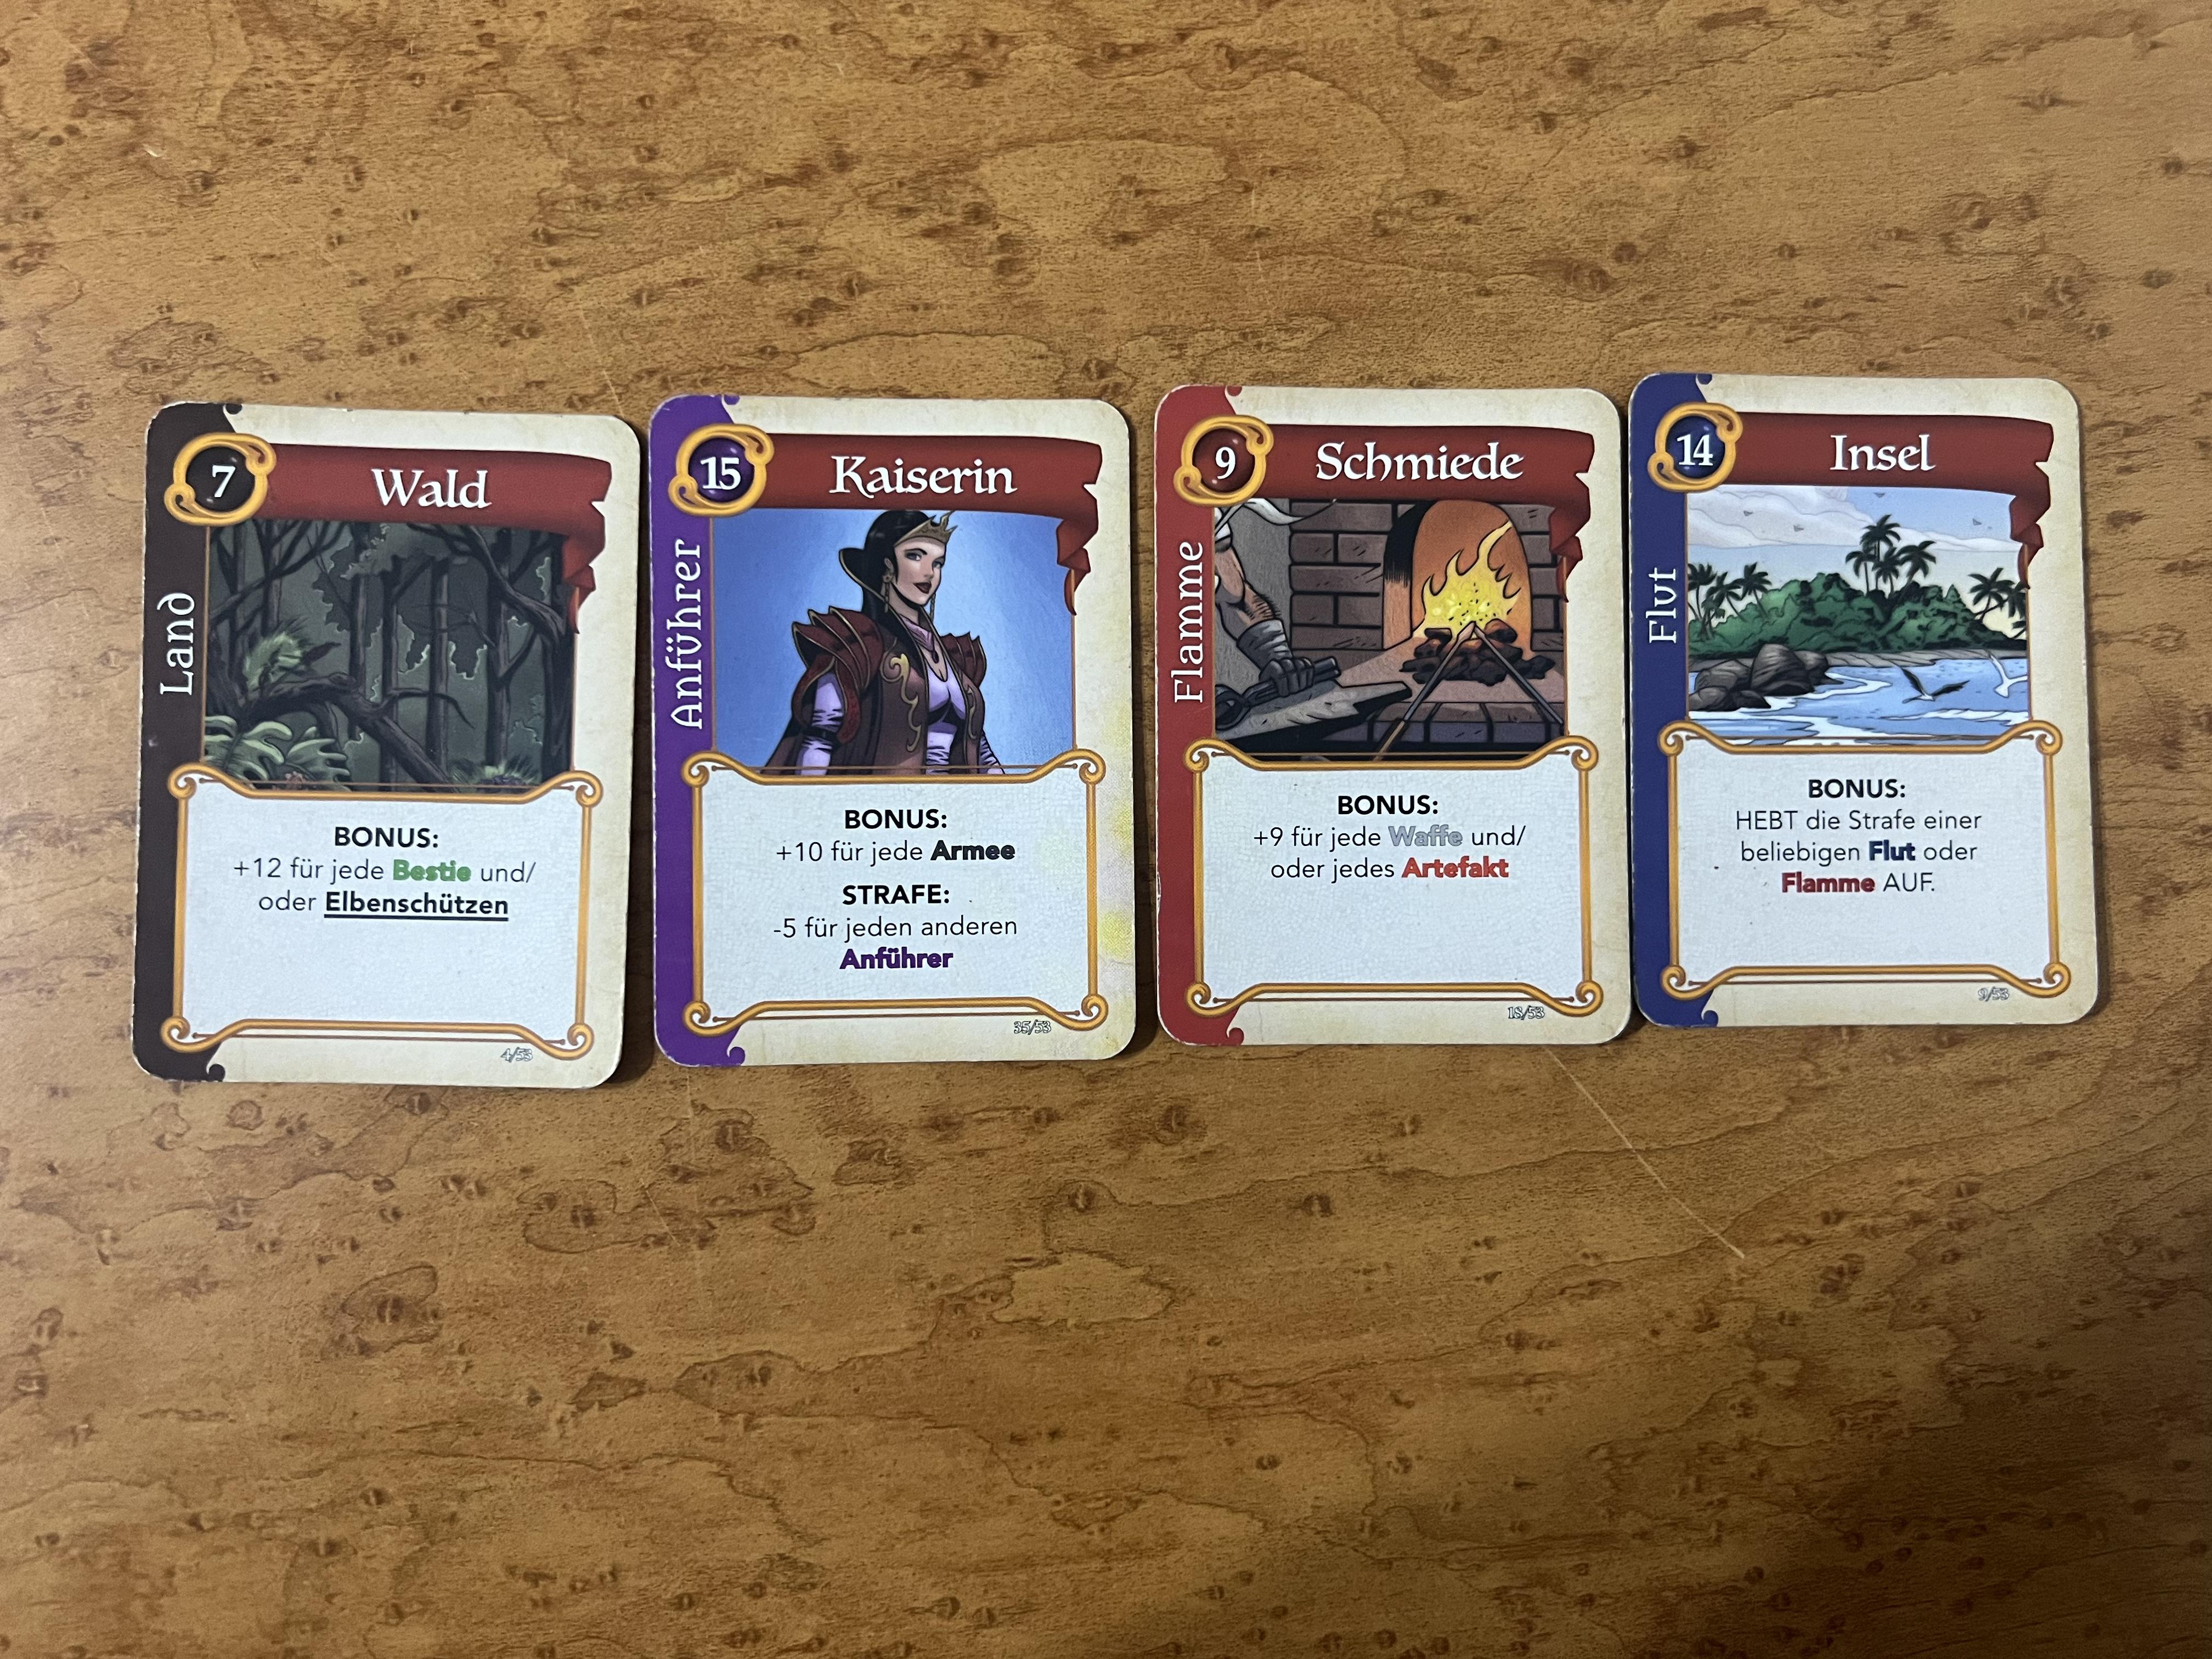 7
Wald
Land
BONUS:
+12 für jede Bestie und/
oder Elbenschützen
4/53
15
Kaiserin
Anführer
BONUS:
+10 für jede Armee
STRAFE:
-5 für jeden anderen
Anführer
35/53
9
Schmiede
Flamme
BONUS:
+9 für jede Waffe und/
oder jedes Artefakt
18/53
14
Insel
Flut
BONUS:
HEBT die Strafe einer
beliebigen Flut oder
Flamme AUF.
9/53